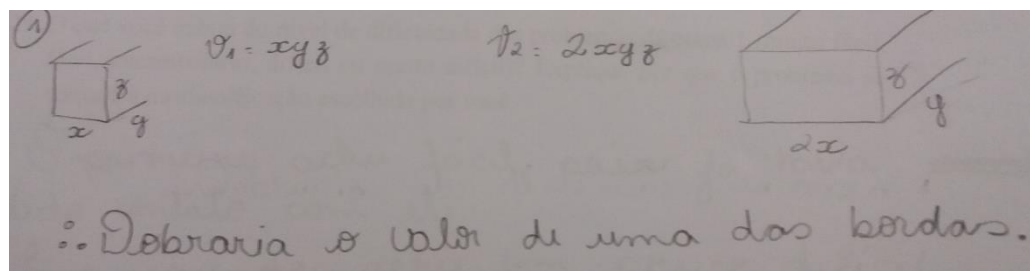 1
V₁ = xyz
V₂ = 2xyz
z
x
y
z
y
2x
∴ Dobraria o valor de uma das bordas.